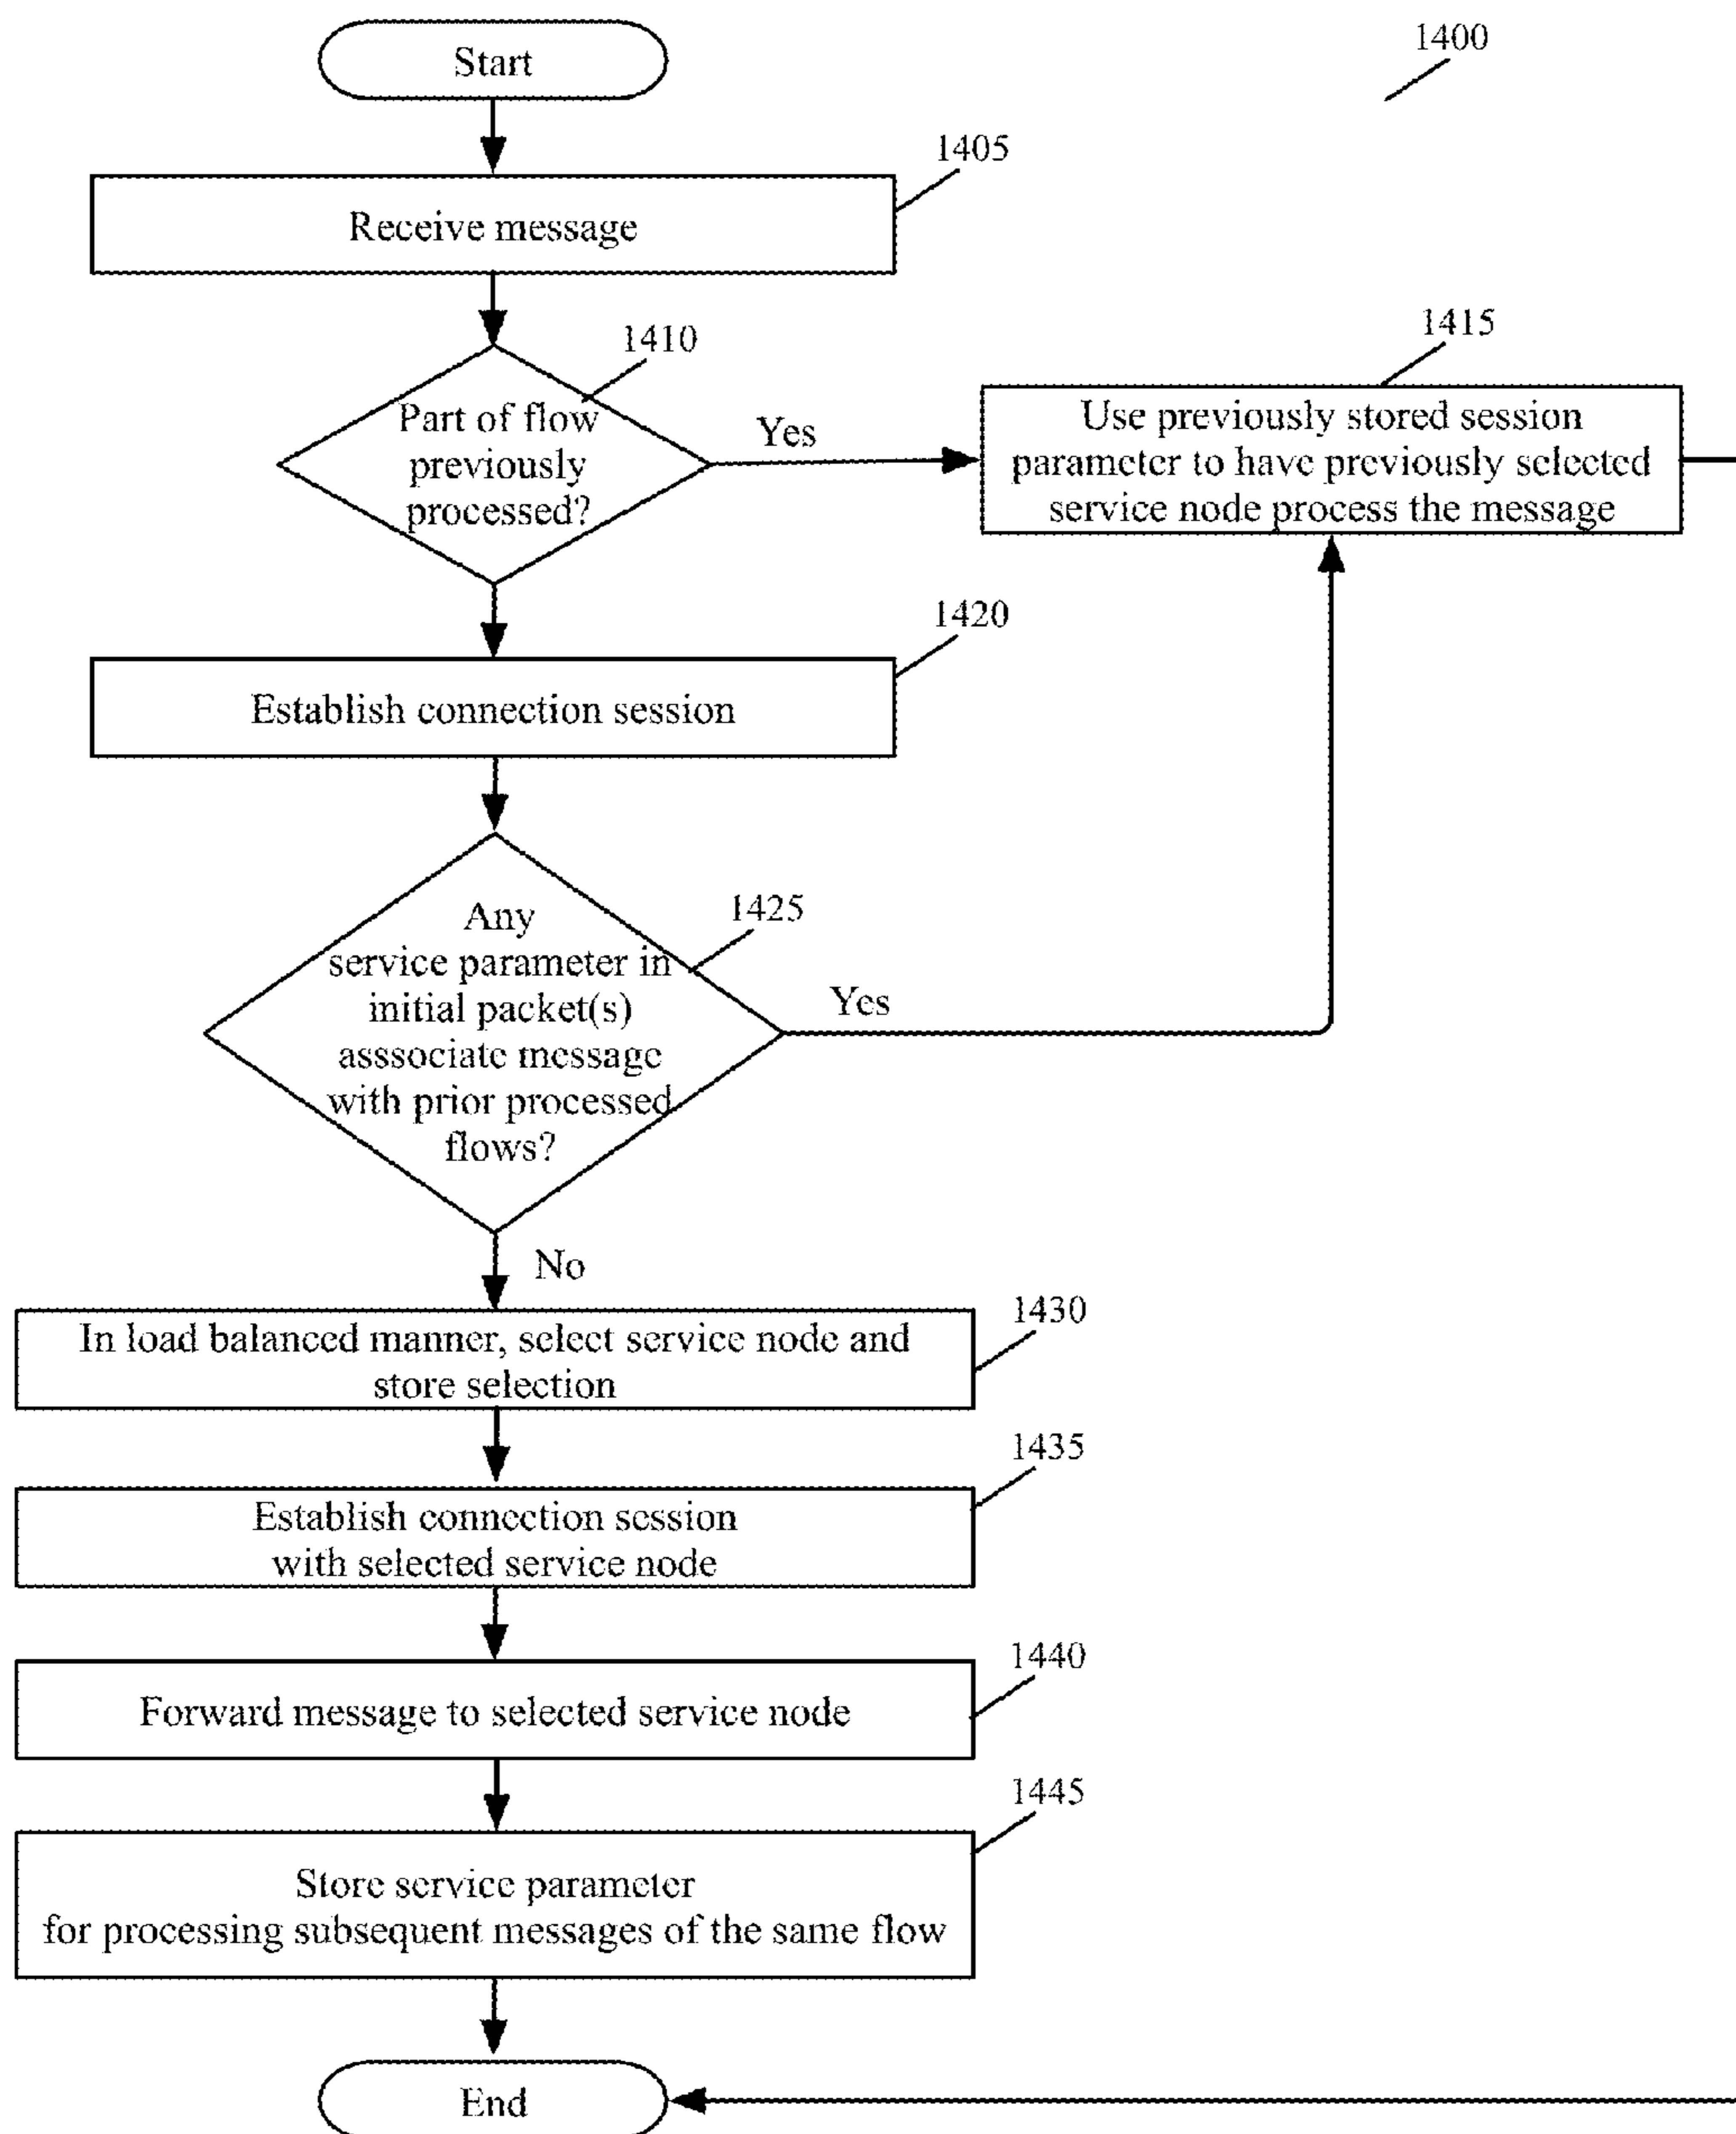 Start
1400
1405
Receive message
1410
Part of flow
previously
processed?
Yes
1415
Use previously stored session
parameter to have previously selected
service node process the message
1420
Establish connection session
1425
Any
service parameter in
initial packet(s)
asssociate message
with prior processed
flows?
Yes
No
1430
In load balanced manner, select service node and
store selection
1435
Establish connection session
with selected service node
1440
Forward message to selected service node
1445
Store service parameter
for processing subsequent messages of the same flow
End